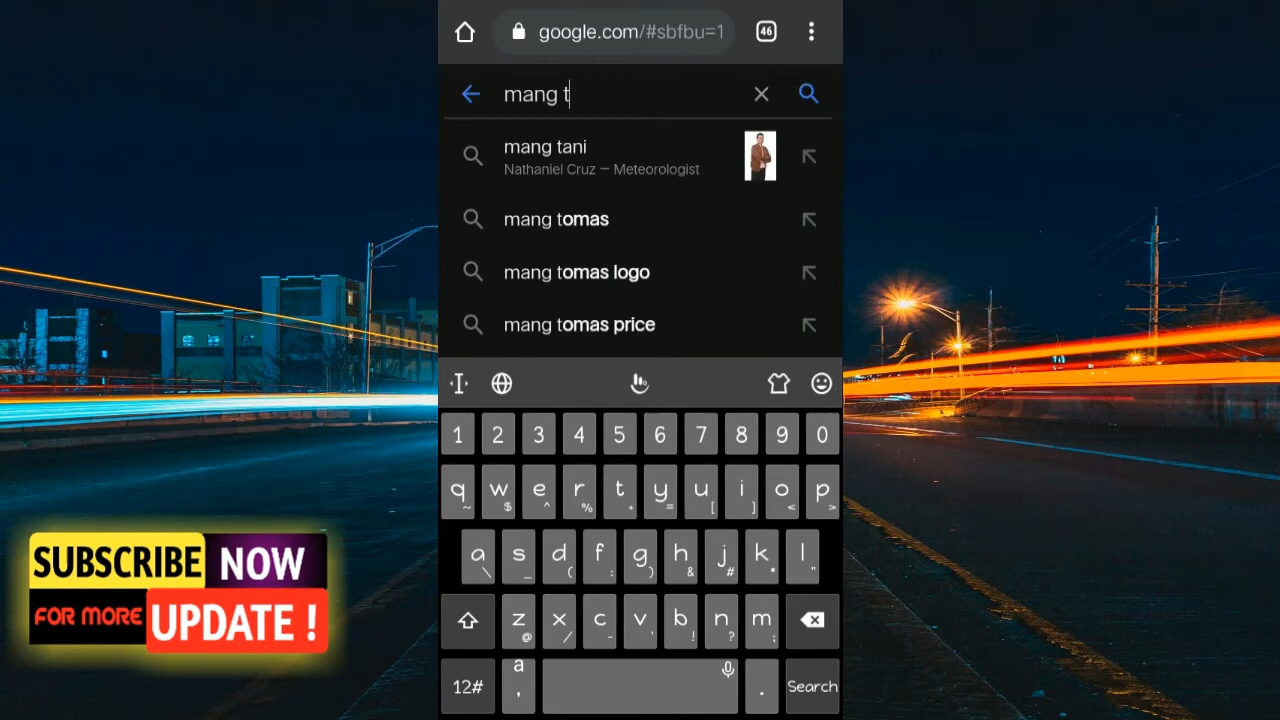 google.com/#sbfbu=1
46
mang t
mang tani
Nathaniel Cruz — Meteorologist
mang tomas
mang tomas logo
mang tomas price
1 2 3 4 5 6 7 8 9 0
q w e r t y u i o p
~ $ ^ % * = [ ] < >
a s d f g h j k l
\ _ ( : ) & # * "
z x c v b n m
@ / - ' ! ? ;
12# a , . Search
SUBSCRIBE NOW
FOR MORE UPDATE !